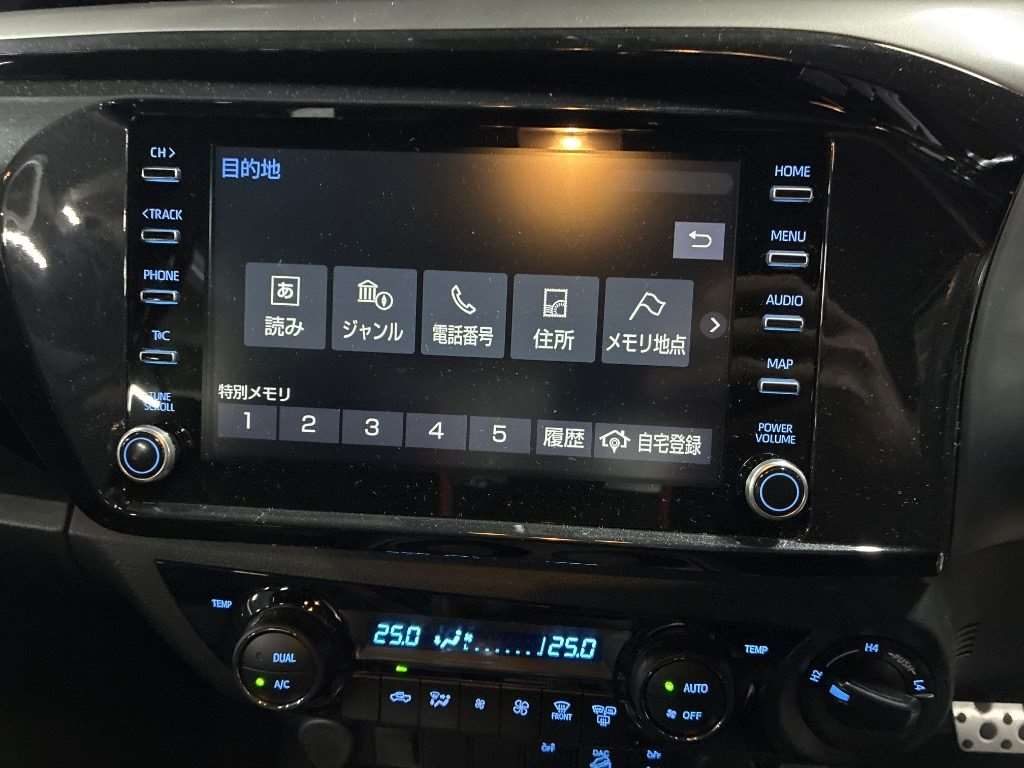 CH>
<TRACK
PHONE
T●C
TUNE
SCROLL
目的地
あ
読み
ジャンル
電話番号
住所
メモリ地点
特別メモリ
1 2 3 4 5 履歴 自宅登録
HOME
MENU
AUDIO
MAP
POWER
VOLUME
TEMP
25.0 25.0
TEMP
DUAL
A/C
FRONT
AUTO
OFF
DAC
H2 H4 L4